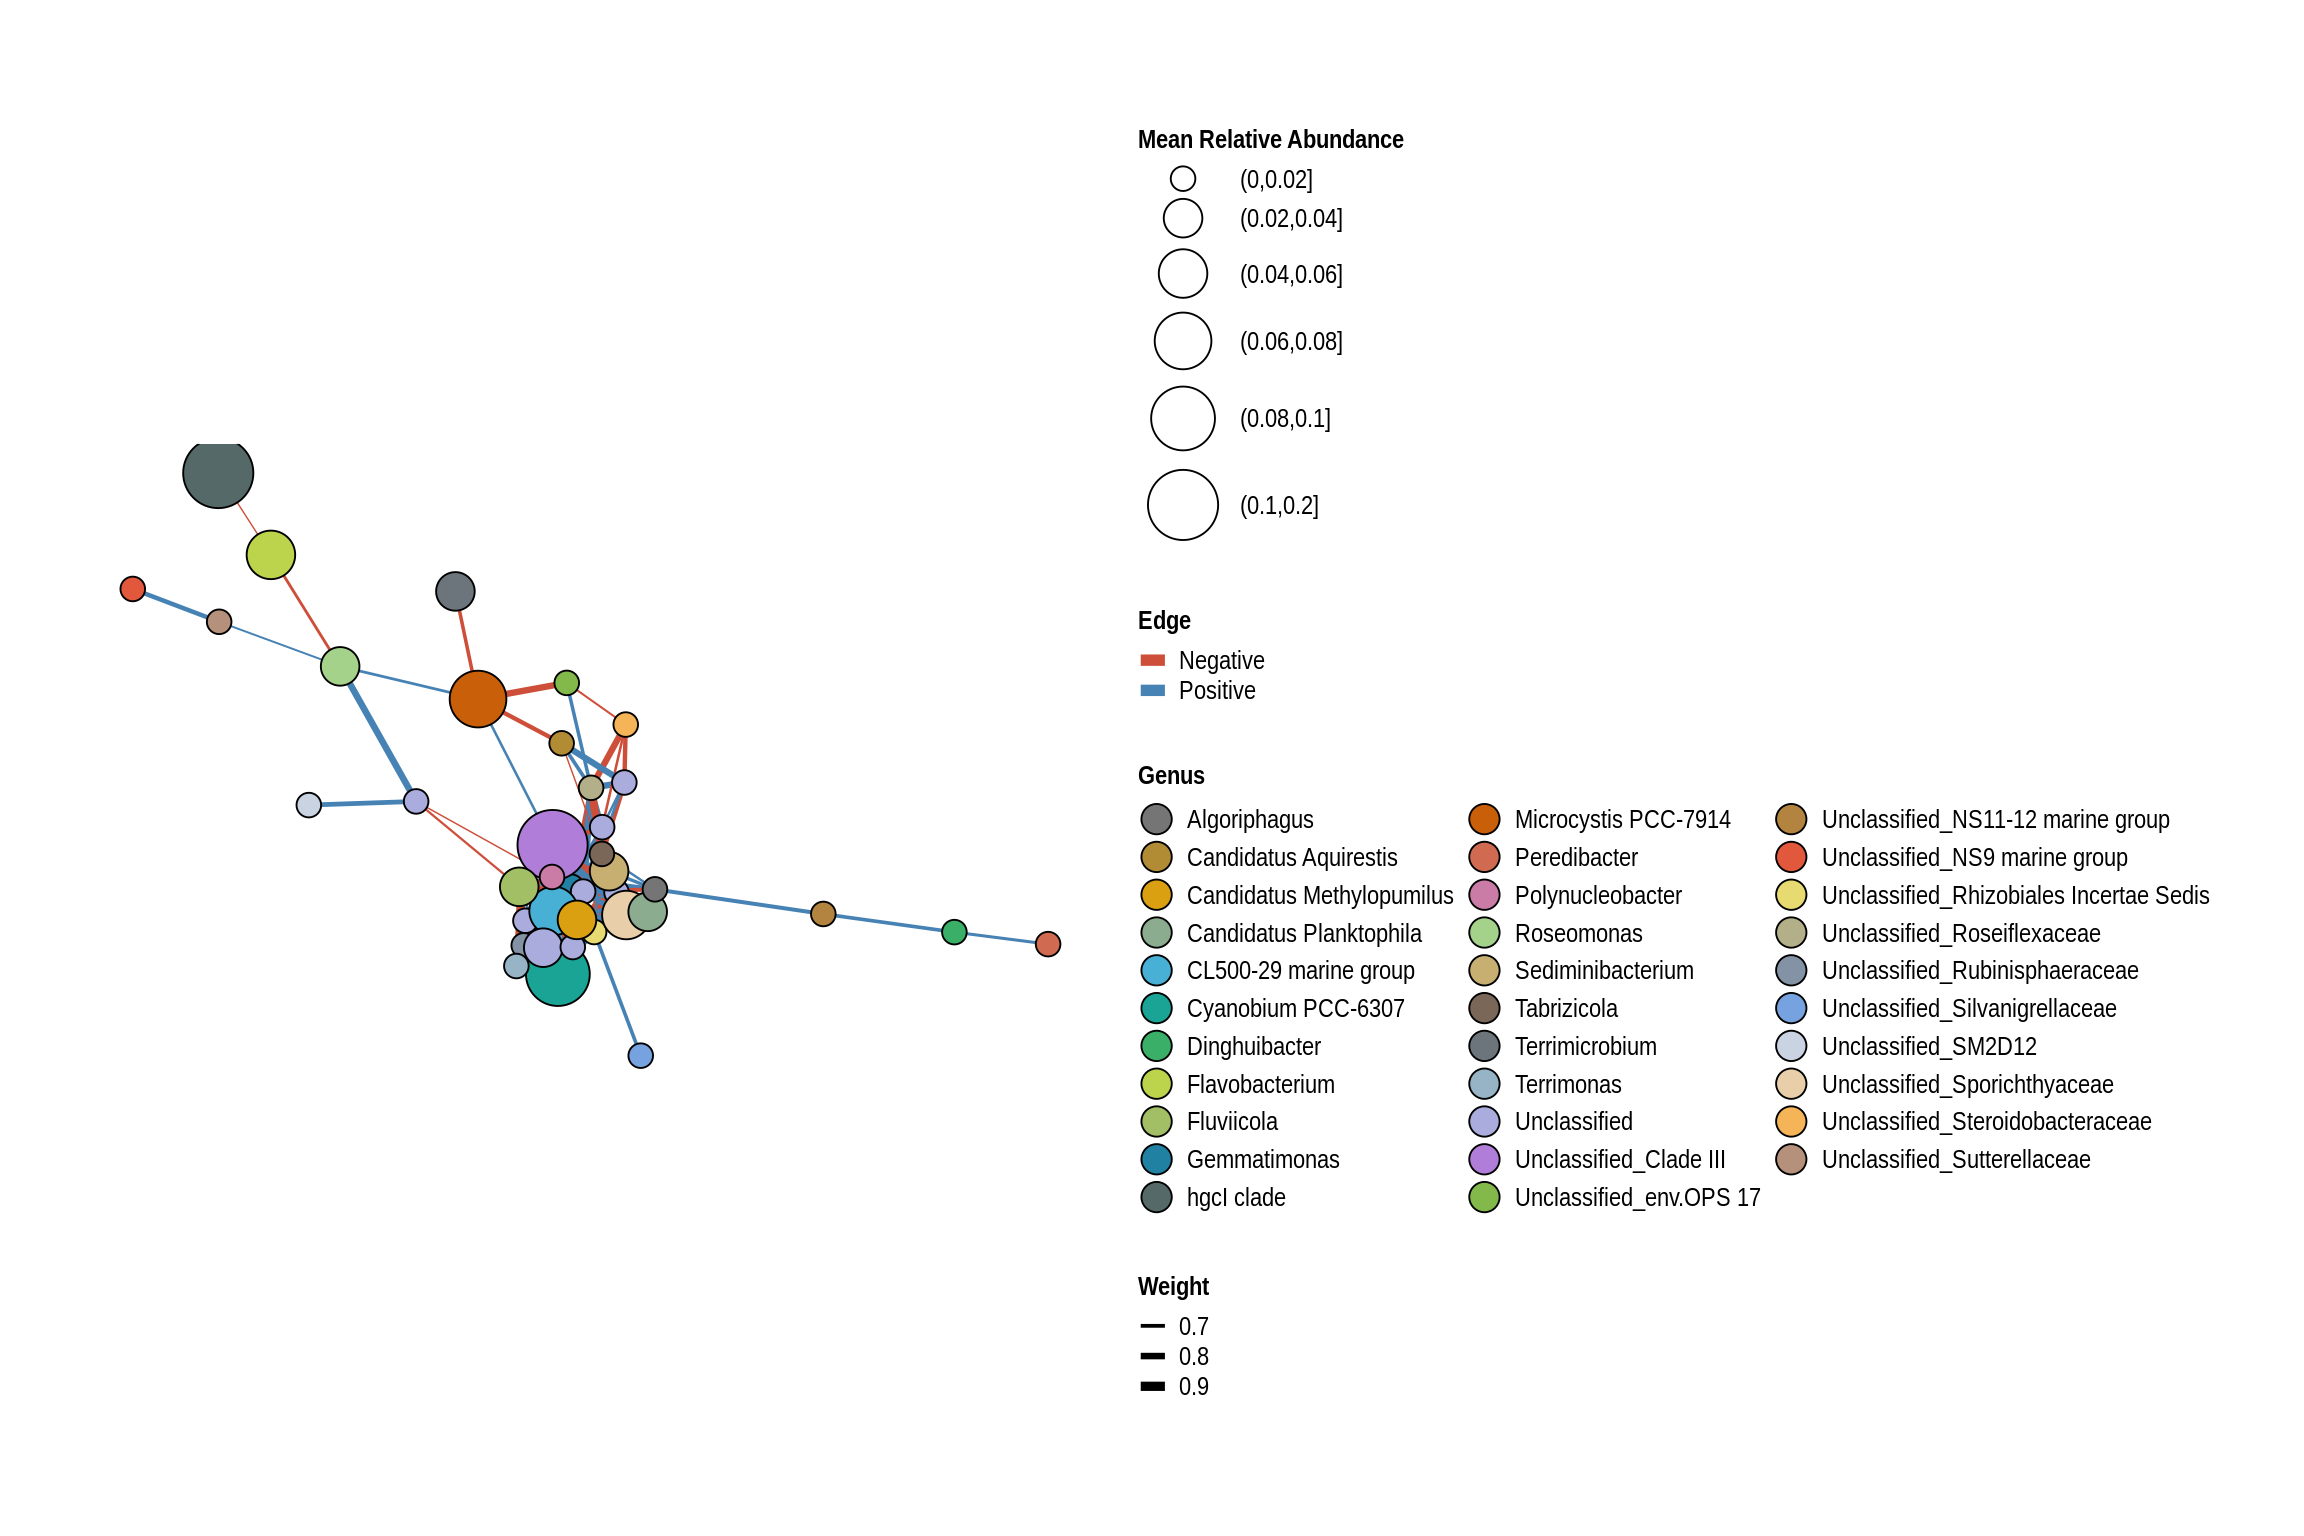 Mean Relative Abundance
(0,0.02]
(0.02,0.04]
(0.04,0.06]
(0.06,0.08]
(0.08,0.1]
(0.1,0.2]
Edge
Negative
Positive
Genus
Algoriphagus
Candidatus Aquirestis
Candidatus Methylopumilus
Candidatus Planktophila
CL500-29 marine group
Cyanobium PCC-6307
Dinghuibacter
Flavobacterium
Fluviicola
Gemmatimonas
hgcI clade
Microcystis PCC-7914
Peredibacter
Polynucleobacter
Roseomonas
Sediminibacterium
Tabrizicola
Terrimicrobium
Terrimonas
Unclassified
Unclassified_Clade III
Unclassified_env.OPS 17
Unclassified_NS11-12 marine group
Unclassified_NS9 marine group
Unclassified_Rhizobiales Incertae Sedis
Unclassified_Roseiflexaceae
Unclassified_Rubinisphaeraceae
Unclassified_Silvanigrellaceae
Unclassified_SM2D12
Unclassified_Sporichthyaceae
Unclassified_Steroidobacteraceae
Unclassified_Sutterellaceae
Weight
0.7
0.8
0.9